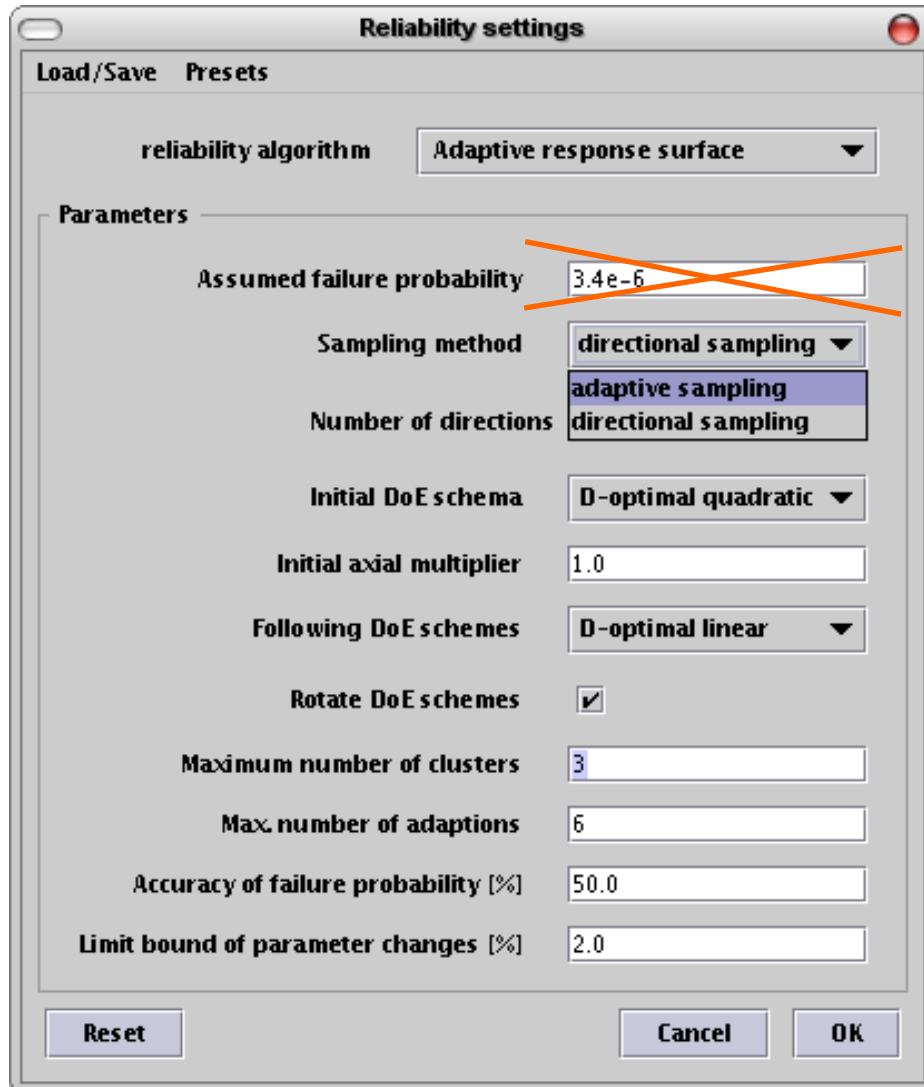 Reliability settings
Load/Save Presets
reliability algorithm Adaptive response surface
Parameters
Assumed failure probability 3.4e-6
Sampling method directional sampling
adaptive sampling
Number of directions directional sampling
Initial DoE schema D-optimal quadratic
Initial axial multiplier 1.0
Following DoE schemes D-optimal linear
Rotate DoE schemes
Maximum number of clusters 3
Max. number of adaptions 6
Accuracy of failure probability [%] 50.0
Limit bound of parameter changes [%] 2.0
Reset Cancel OK